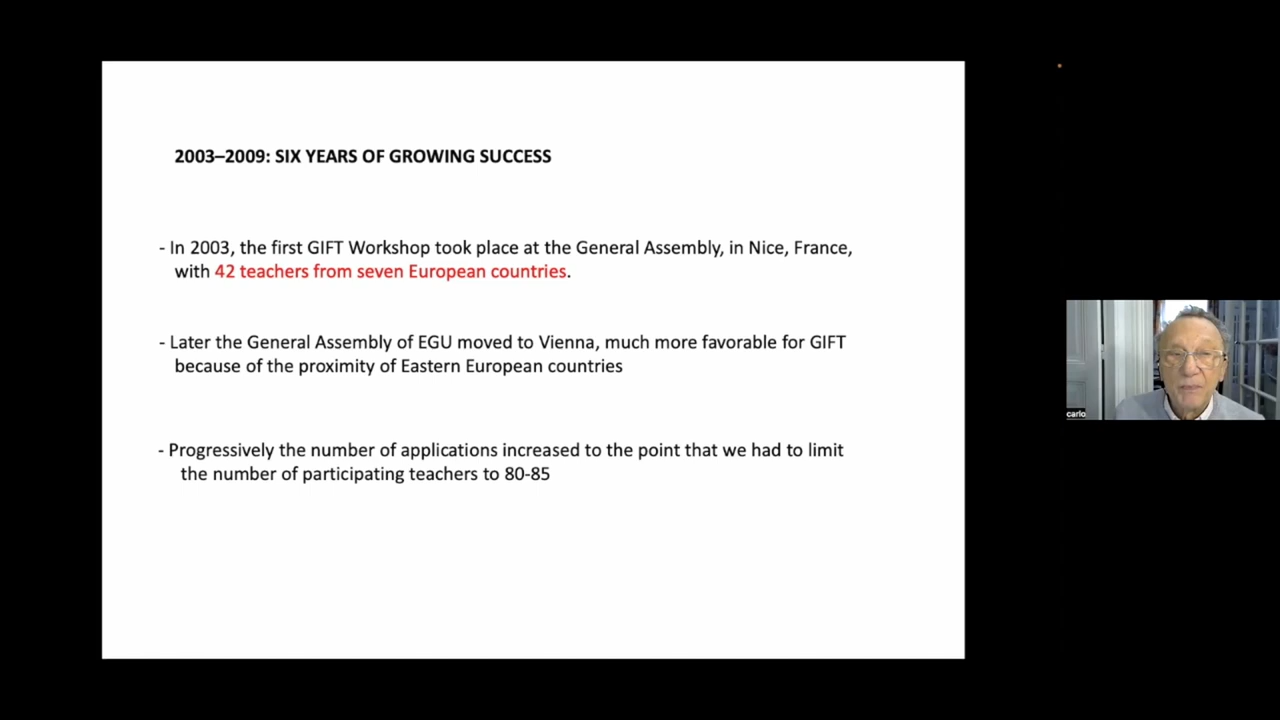 2003–2009: SIX YEARS OF GROWING SUCCESS
- In 2003, the first GIFT Workshop took place at the General Assembly, in Nice, France,
with 42 teachers from seven European countries.
- Later the General Assembly of EGU moved to Vienna, much more favorable for GIFT
because of the proximity of Eastern European countries
- Progressively the number of applications increased to the point that we had to limit
the number of participating teachers to 80-85
carlo